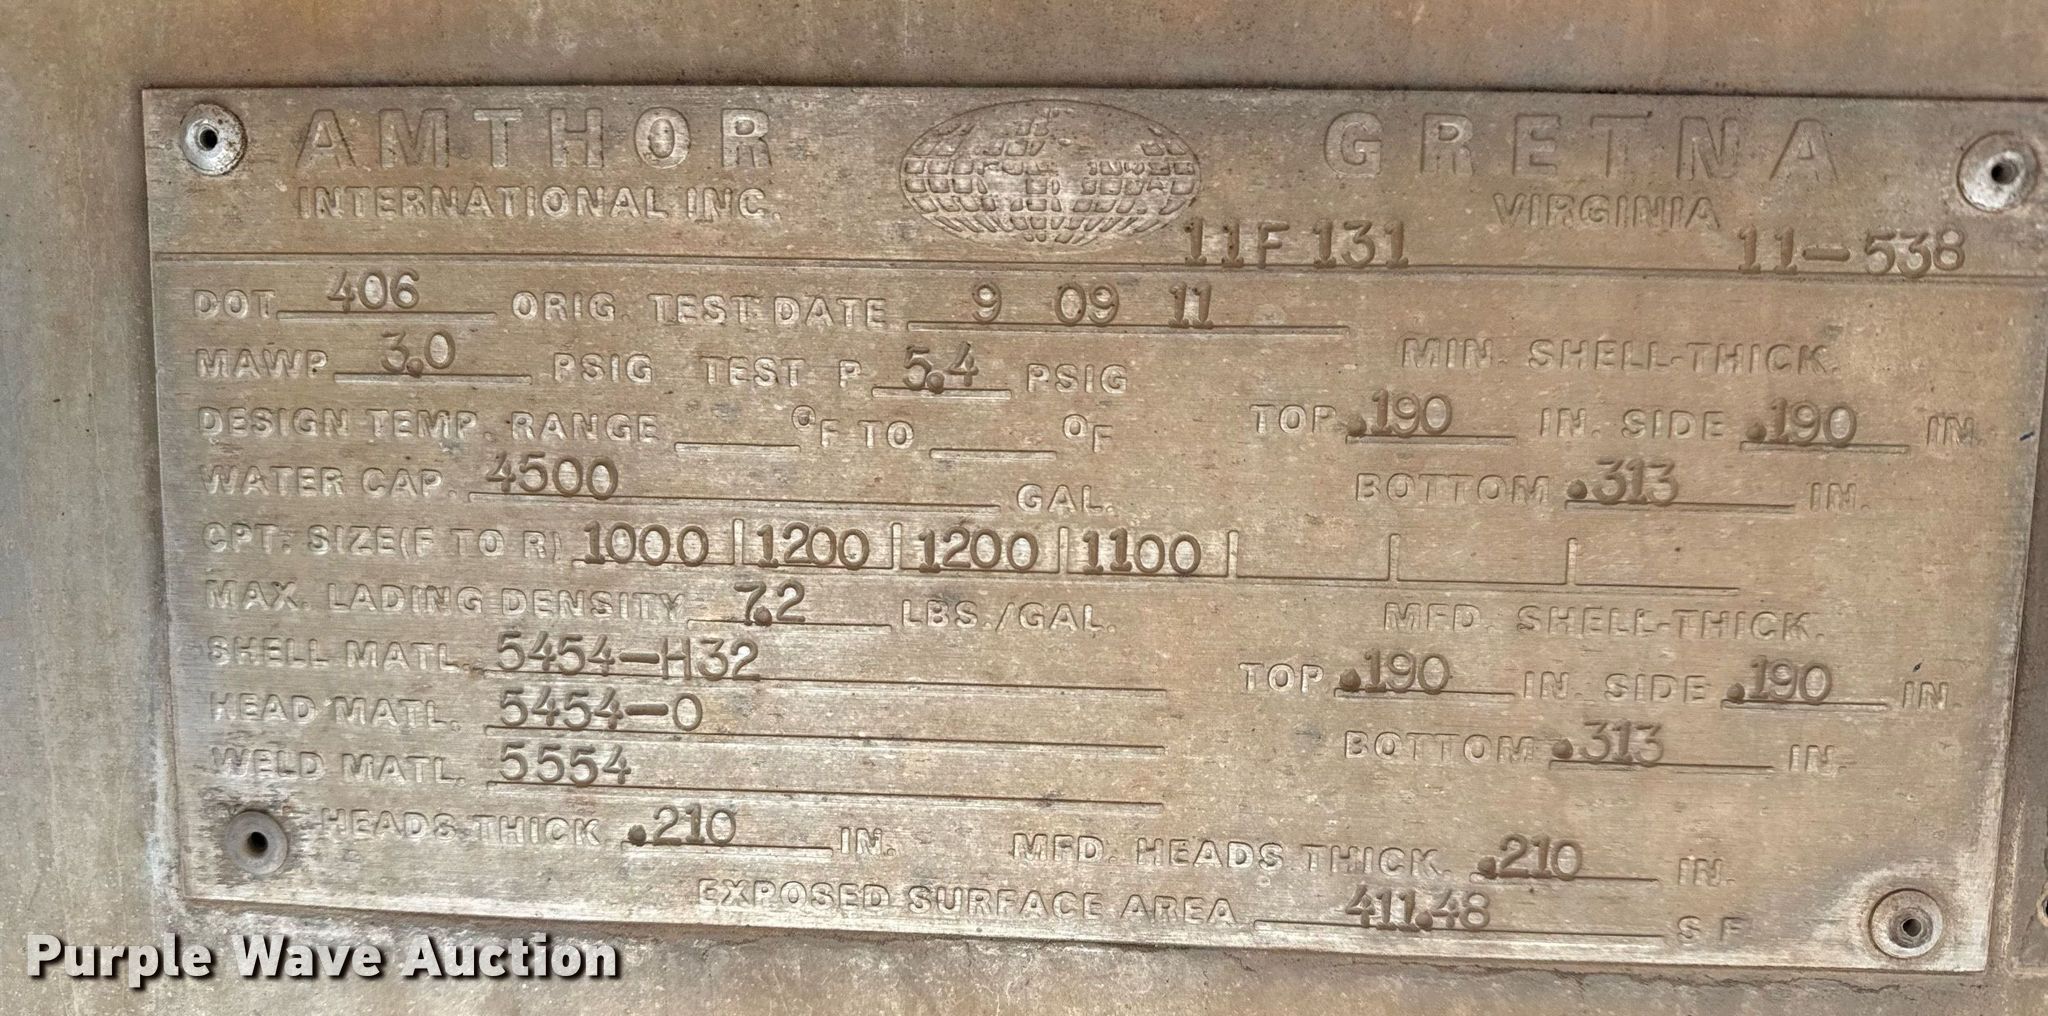 AMTHOR GRETNA
INTERNATIONAL INC. VIRGINIA
11F131 11-538
DOT 406 ORIG. TEST DATE 9 09 11
MAWP 3.0 PSIG TEST P 5.4 PSIG MIN. SHELL-THICK.
DESIGN TEMP. RANGE °F TO °F TOP .190 IN. SIDE .190 IN.
WATER CAP. 4500 GAL. BOTTOM .313 IN.
CPT. SIZE(F TO R) 1000 1200 1200 1100
MAX. LADING DENSITY 7.2 LBS./GAL. MFD. SHELL-THICK.
SHELL MATL. 5454-H32 TOP .190 IN. SIDE .190 IN.
HEAD MATL. 5454-O BOTTOM .313 IN.
WELD MATL. 5554
HEADS THICK. .210 IN. MFD. HEADS THICK. .210 IN.
EXPOSED SURFACE AREA 411.48 S F
Purple Wave Auction